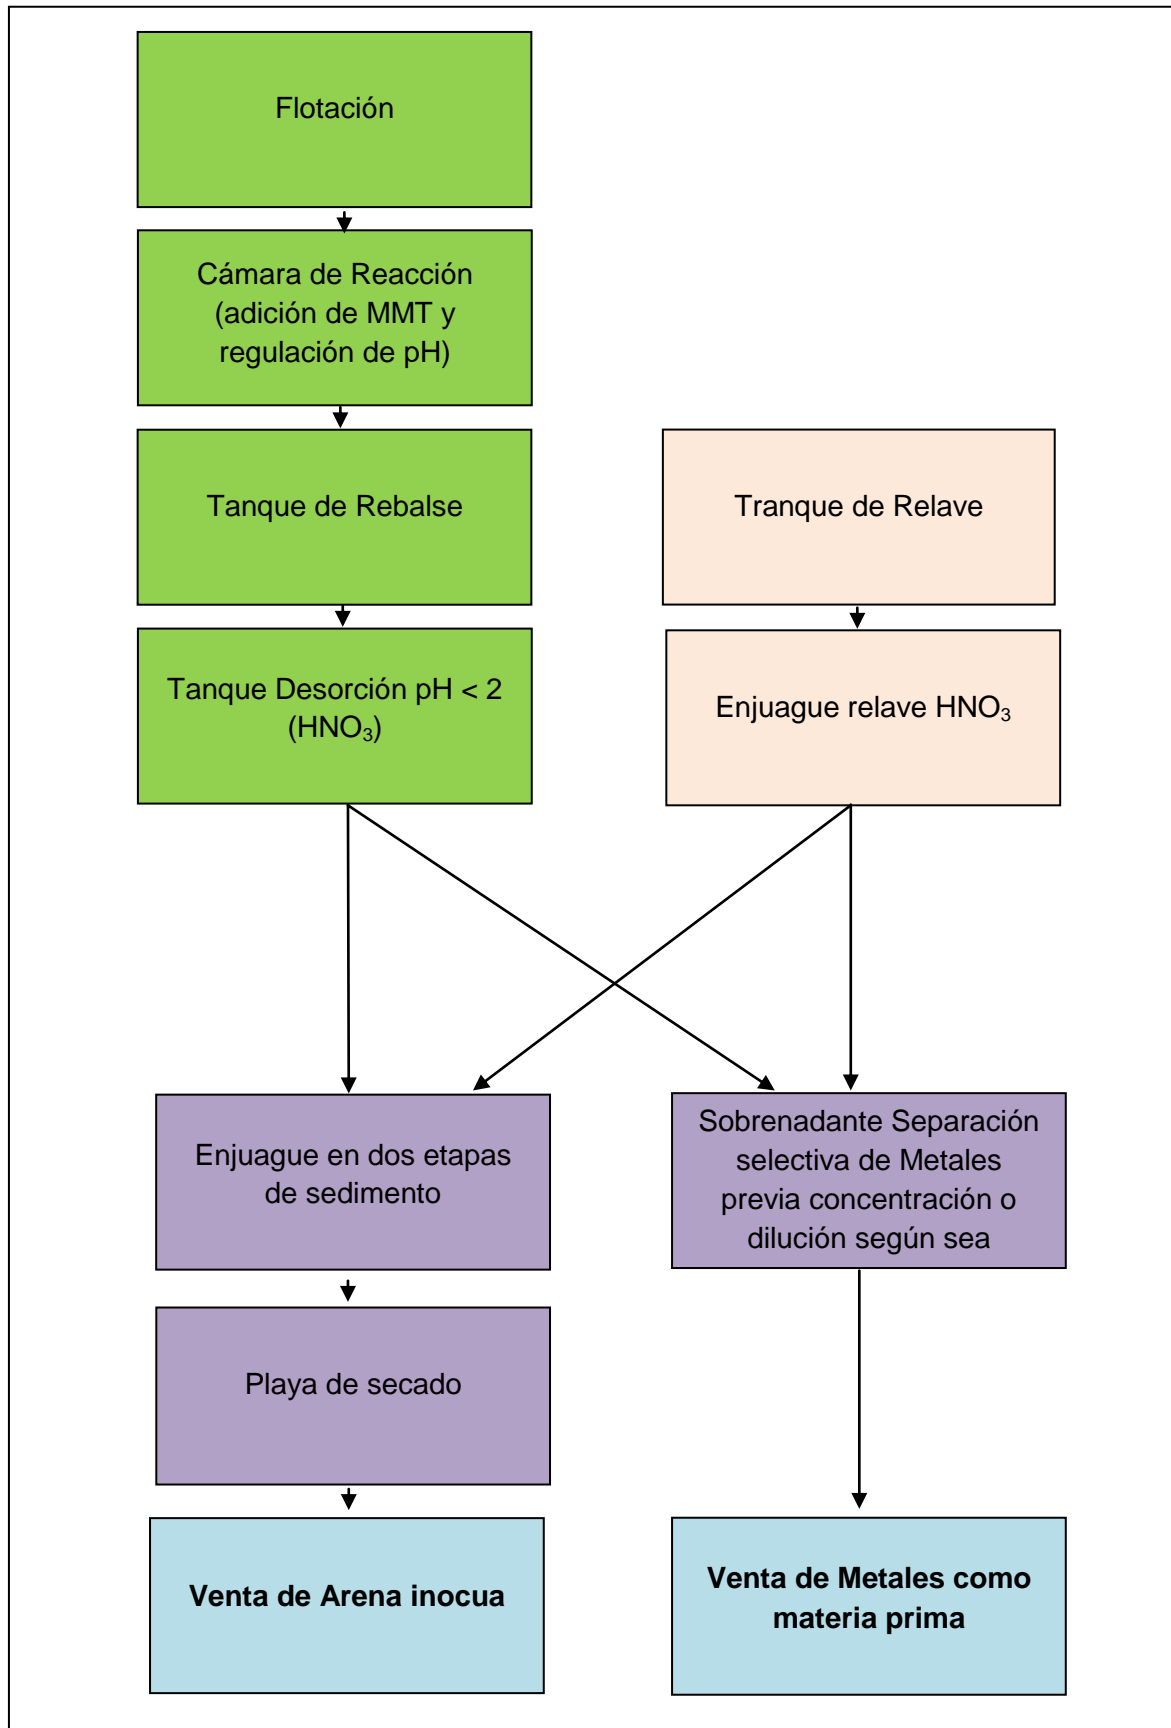 Flotación
Cámara de Reacción
(adición de MMT y
regulación de pH)
Tanque de Rebalse
Tranque de Relave
Tanque Desorción pH < 2
(HNO₃)
Enjuague relave HNO₃
Enjuague en dos etapas
de sedimento
Sobrenadante Separación
selectiva de Metales
previa concentración o
dilución según sea
Playa de secado
Venta de Arena inocua
Venta de Metales como
materia prima